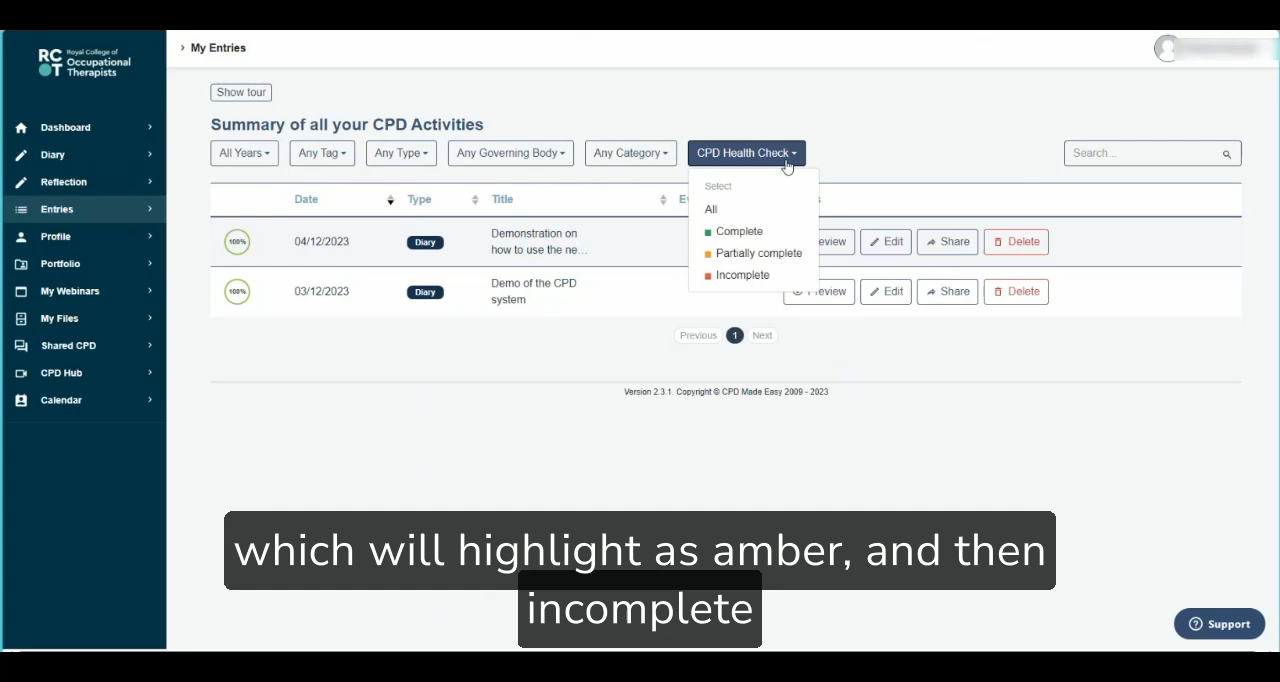 RC
OT
Royal College of
Occupational
Therapists
› My Entries
Dashboard
Diary
Reflection
Entries
Profile
Portfolio
My Webinars
My Files
Shared CPD
CPD Hub
Calendar
Show tour
Summary of all your CPD Activities
All Years
Any Tag
Any Type
Any Governing Body
Any Category
CPD Health Check
Search...
Select
All
Complete
Partially complete
Incomplete
Date
Type
Title
100%
04/12/2023
Diary
Demonstration on
how to use the ne...
Edit
Share
Delete
100%
03/12/2023
Diary
Demo of the CPD
system
Edit
Share
Delete
Previous 1 Next
Version 2.3.1. Copyright © CPD Made Easy 2009 - 2023
which will highlight as amber, and then
incomplete
Support